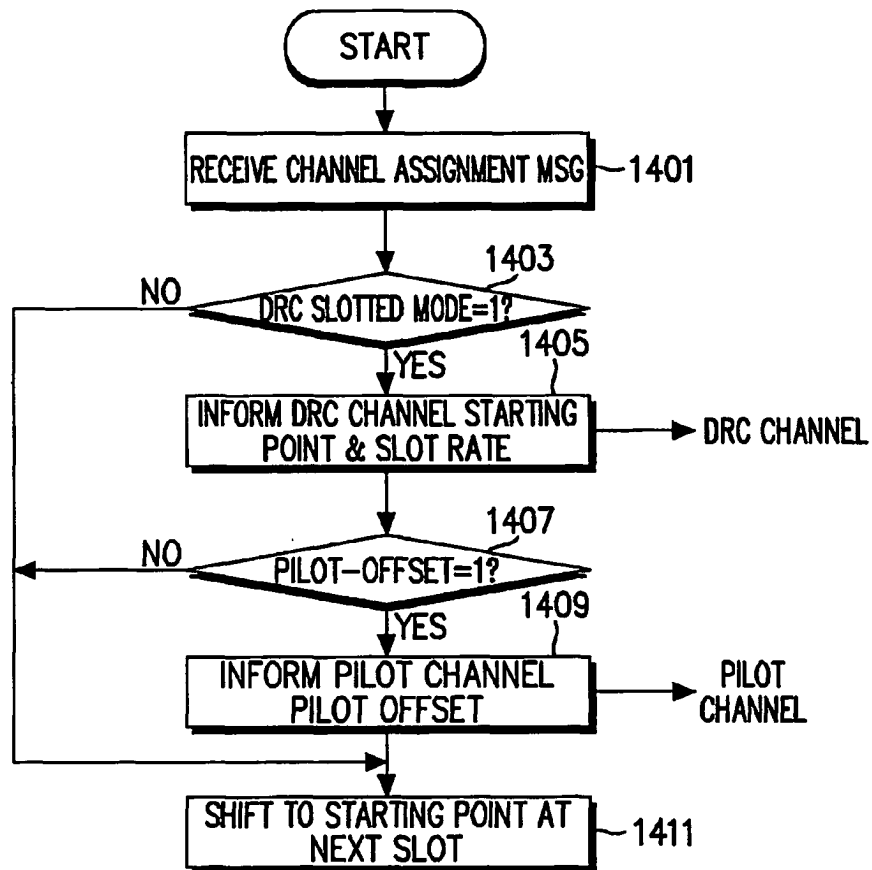 START
RECEIVE CHANNEL ASSIGNMENT MSG
1401
1403
NO
DRC SLOTTED MODE=1?
YES
1405
INFORM DRC CHANNEL STARTING
POINT & SLOT RATE
DRC CHANNEL
1407
NO
PILOT-OFFSET=1?
YES
1409
INFORM PILOT CHANNEL
PILOT OFFSET
PILOT
CHANNEL
SHIFT TO STARTING POINT AT
NEXT SLOT
1411